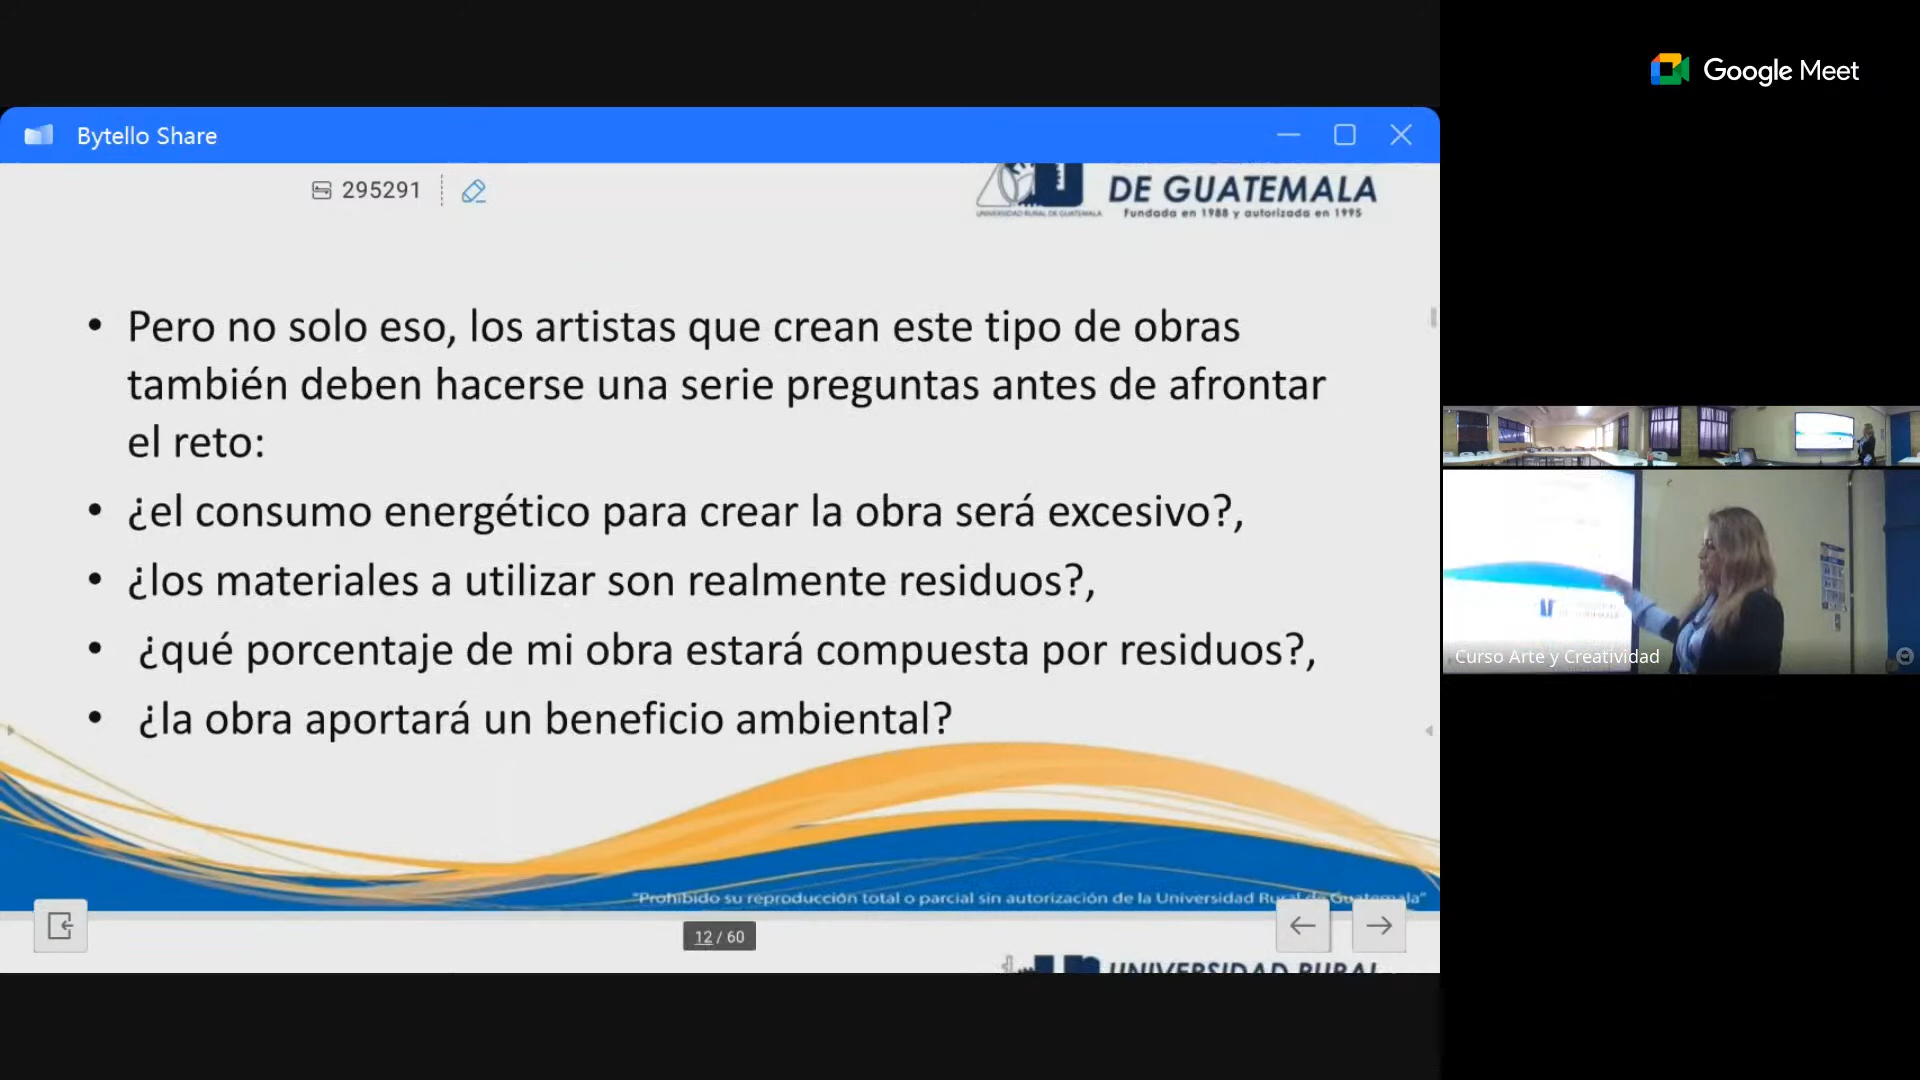 Google Meet
Bytello Share
295291
DE GUATEMALA
UNIVERSIDAD RURAL DE GUATEMALA
Fundada en 1988 y autorizada en 1995
• Pero no solo eso, los artistas que crean este tipo de obras
también deben hacerse una serie preguntas antes de afrontar
el reto:
• ¿el consumo energético para crear la obra será excesivo?,
• ¿los materiales a utilizar son realmente residuos?,
• ¿qué porcentaje de mi obra estará compuesta por residuos?,
• ¿la obra aportará un beneficio ambiental?
"Prohibido su reproducción total o parcial sin autorización de la Universidad Rural de Guatemala"
12 / 60
UNIVERSIDAD RURAL
Curso Arte y Creatividad